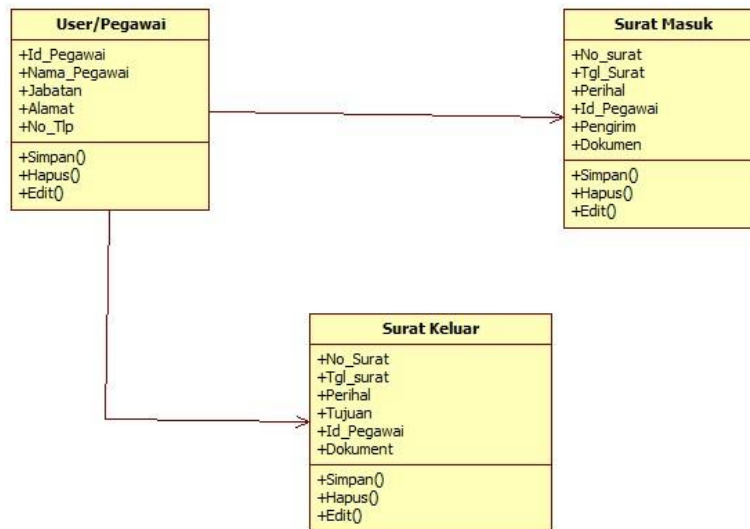 User/Pegawai
+Id_Pegawai
+Nama_Pegawai
+Jabatan
+Alamat
+No_Tlp
+Simpan()
+Hapus()
+Edit()
Surat Masuk
+No_surat
+Tgl_Surat
+Perihal
+Id_Pegawai
+Pengirim
+Dokumen
+Simpan()
+Hapus()
+Edit()
Surat Keluar
+No_Surat
+Tgl_surat
+Perihal
+Tujuan
+Id_Pegawai
+Dokument
+Simpan()
+Hapus()
+Edit()